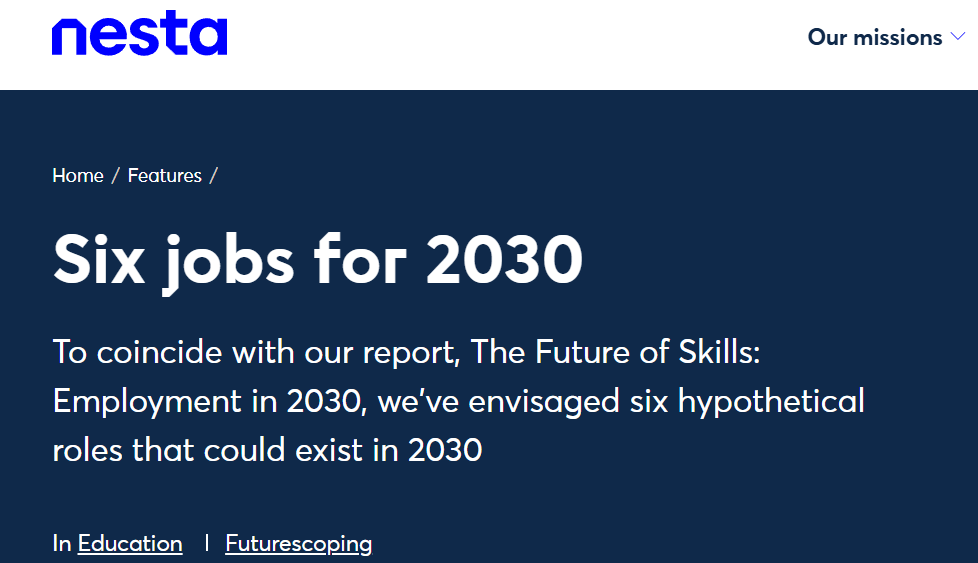 nesta
Our missions
Home / Features /
Six jobs for 2030
To coincide with our report, The Future of Skills:
Employment in 2030, we've envisaged six hypothetical
roles that could exist in 2030
In Education | Futurescoping